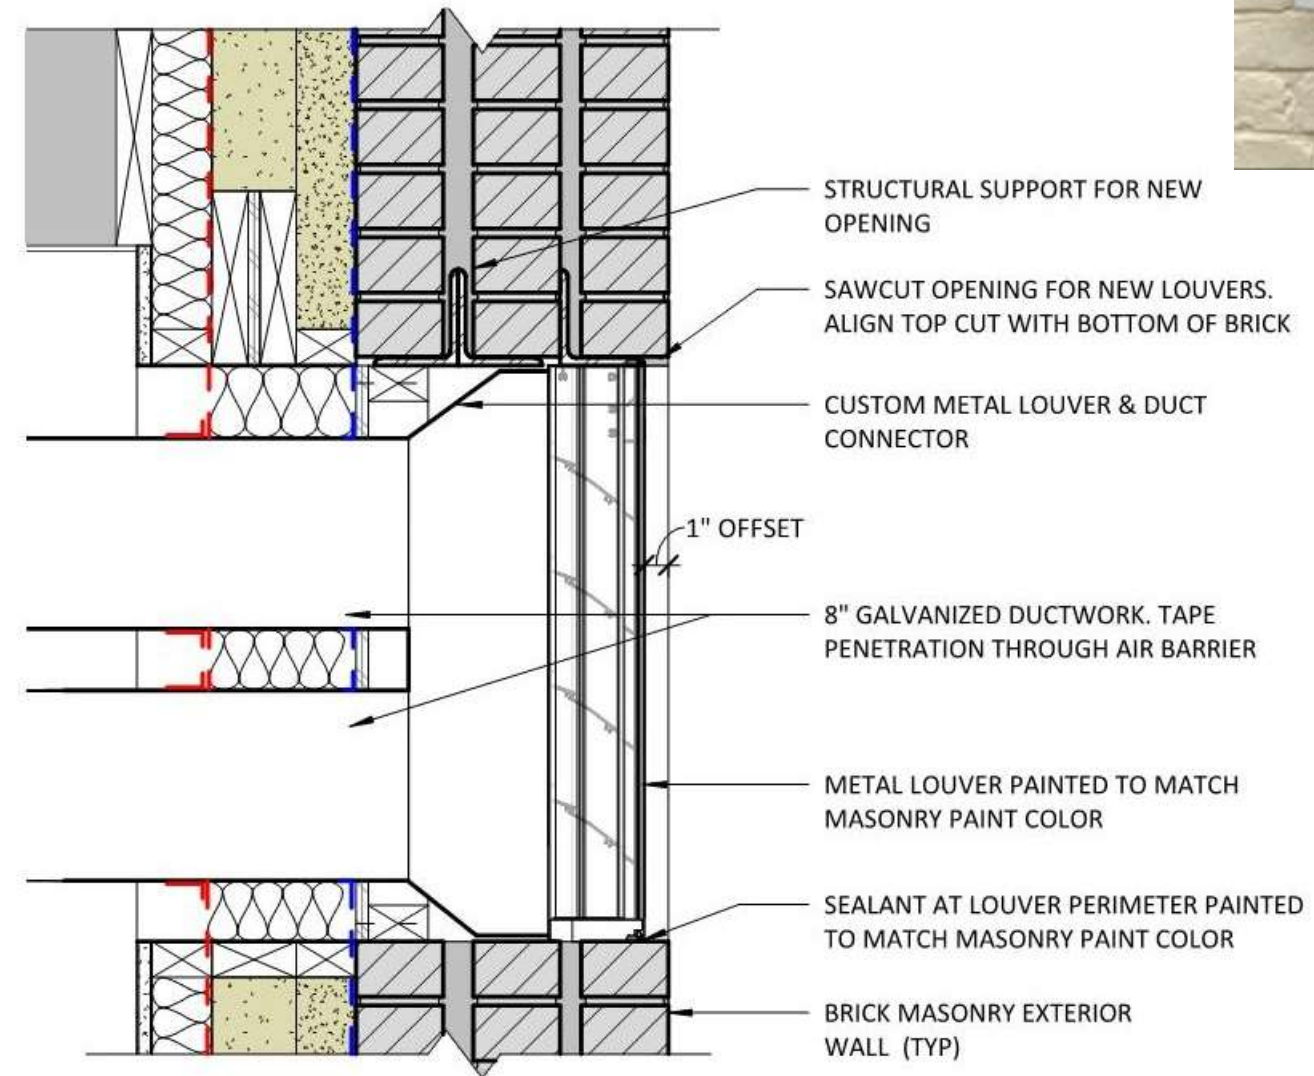 STRUCTURAL SUPPORT FOR NEW
OPENING
SAWCUT OPENING FOR NEW LOUVERS.
ALIGN TOP CUT WITH BOTTOM OF BRICK
CUSTOM METAL LOUVER & DUCT
CONNECTOR
1" OFFSET
8" GALVANIZED DUCTWORK. TAPE
PENETRATION THROUGH AIR BARRIER
METAL LOUVER PAINTED TO MATCH
MASONRY PAINT COLOR
SEALANT AT LOUVER PERIMETER PAINTED
TO MATCH MASONRY PAINT COLOR
BRICK MASONRY EXTERIOR
WALL (TYP)